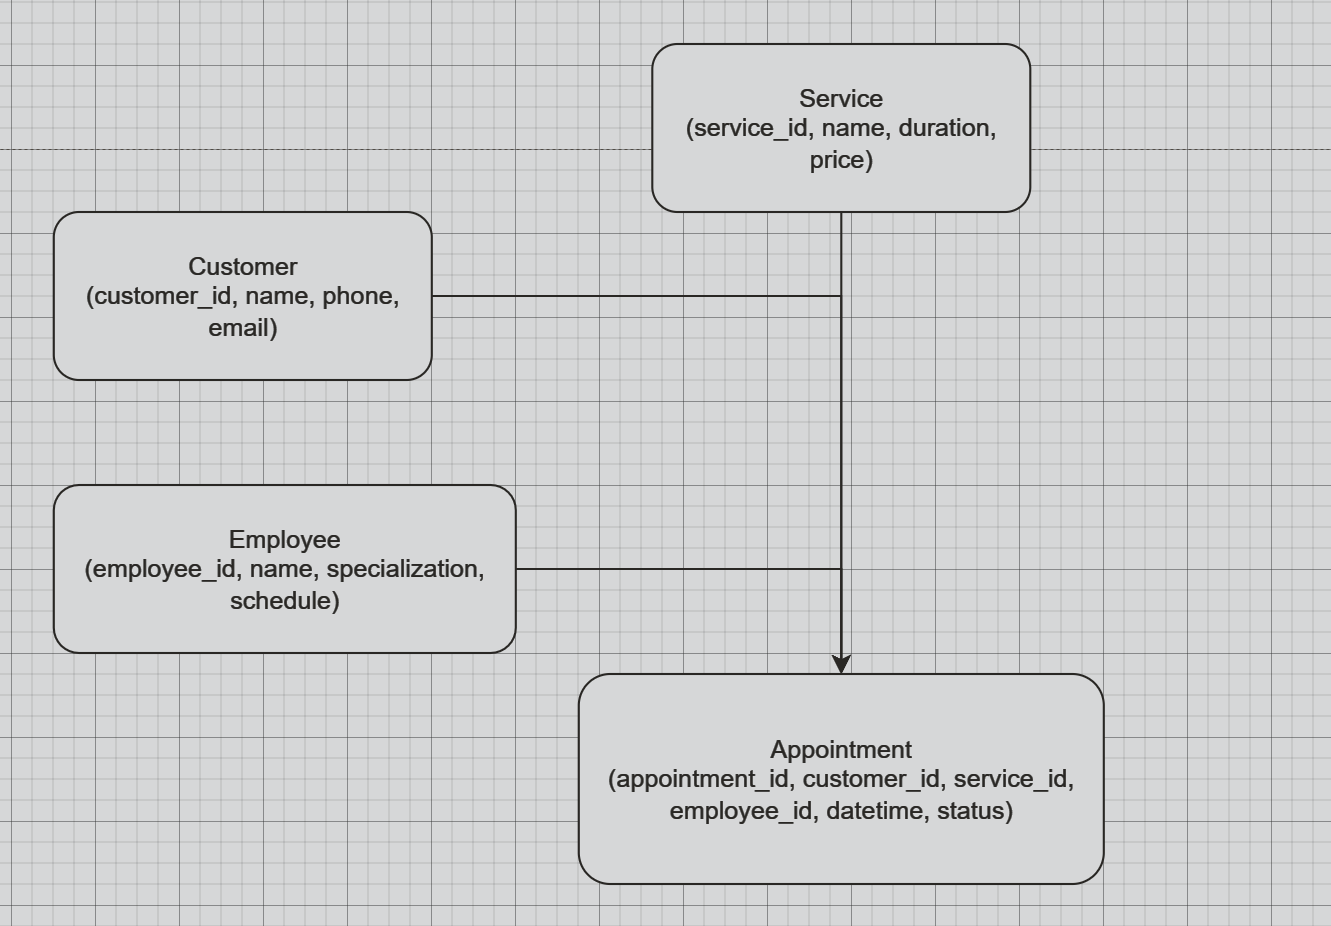 Service
(service_id, name, duration,
price)
Customer
(customer_id, name, phone,
email)
Employee
(employee_id, name, specialization,
schedule)
Appointment
(appointment_id, customer_id, service_id,
employee_id, datetime, status)